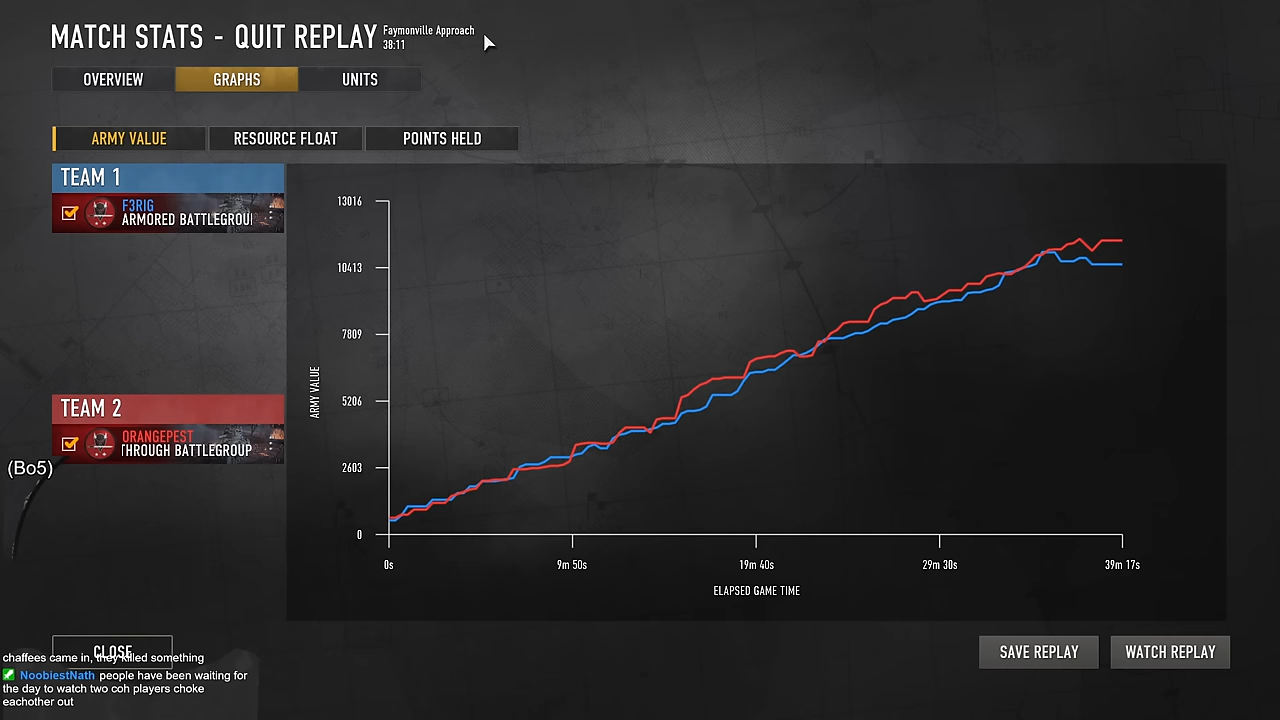 MATCH STATS - QUIT REPLAY
Faymonville Approach
38:11
OVERVIEW
GRAPHS
UNITS
ARMY VALUE
RESOURCE FLOAT
POINTS HELD
TEAM 1
F3RIG
ARMORED BATTLEGROU
TEAM 2
ORANGEPEST
THROUGH BATTLEGROUP
(Bo5)
13016
10413
7809
5206
2603
0
ARMY VALUE
0s
9m 50s
19m 40s
29m 30s
39m 17s
ELAPSED GAME TIME
CLOSE
SAVE REPLAY
WATCH REPLAY
chaffees came in, they killed something
NoobiestNath people have been waiting for
the day to watch two coh players choke
eachother out